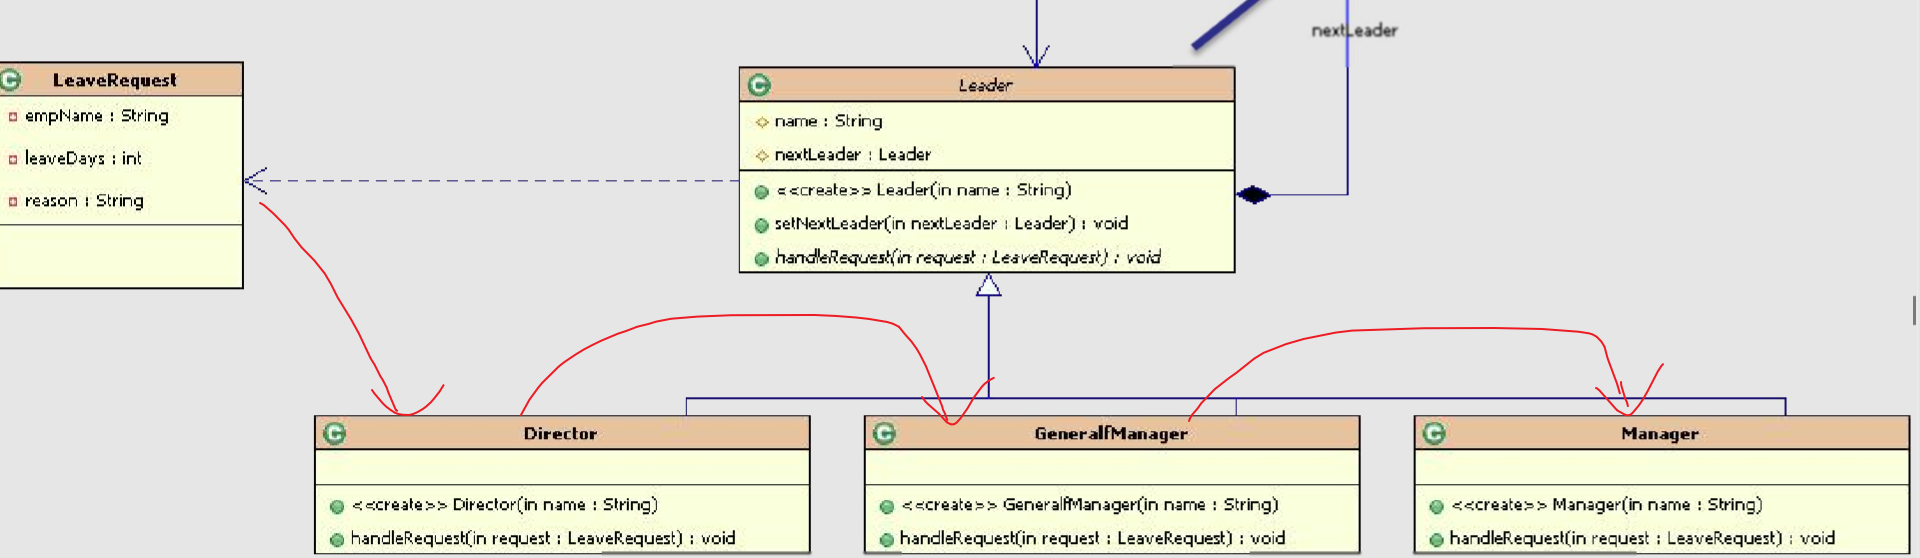 nextLeader
LeaveRequest
empName : String
leaveDays : int
reason : String
Leader
name : String
nextLeader : Leader
<<create>> Leader(in name : String)
setNextLeader(in nextLeader : Leader) : void
handleRequest(in request : LeaveRequest) : void
Director
<<create>> Director(in name : String)
handleRequest(in request : LeaveRequest) : void
GeneralfManager
<<create>> GeneralfManager(in name : String)
handleRequest(in request : LeaveRequest) : void
Manager
<<create>> Manager(in name : String)
handleRequest(in request : LeaveRequest) : void